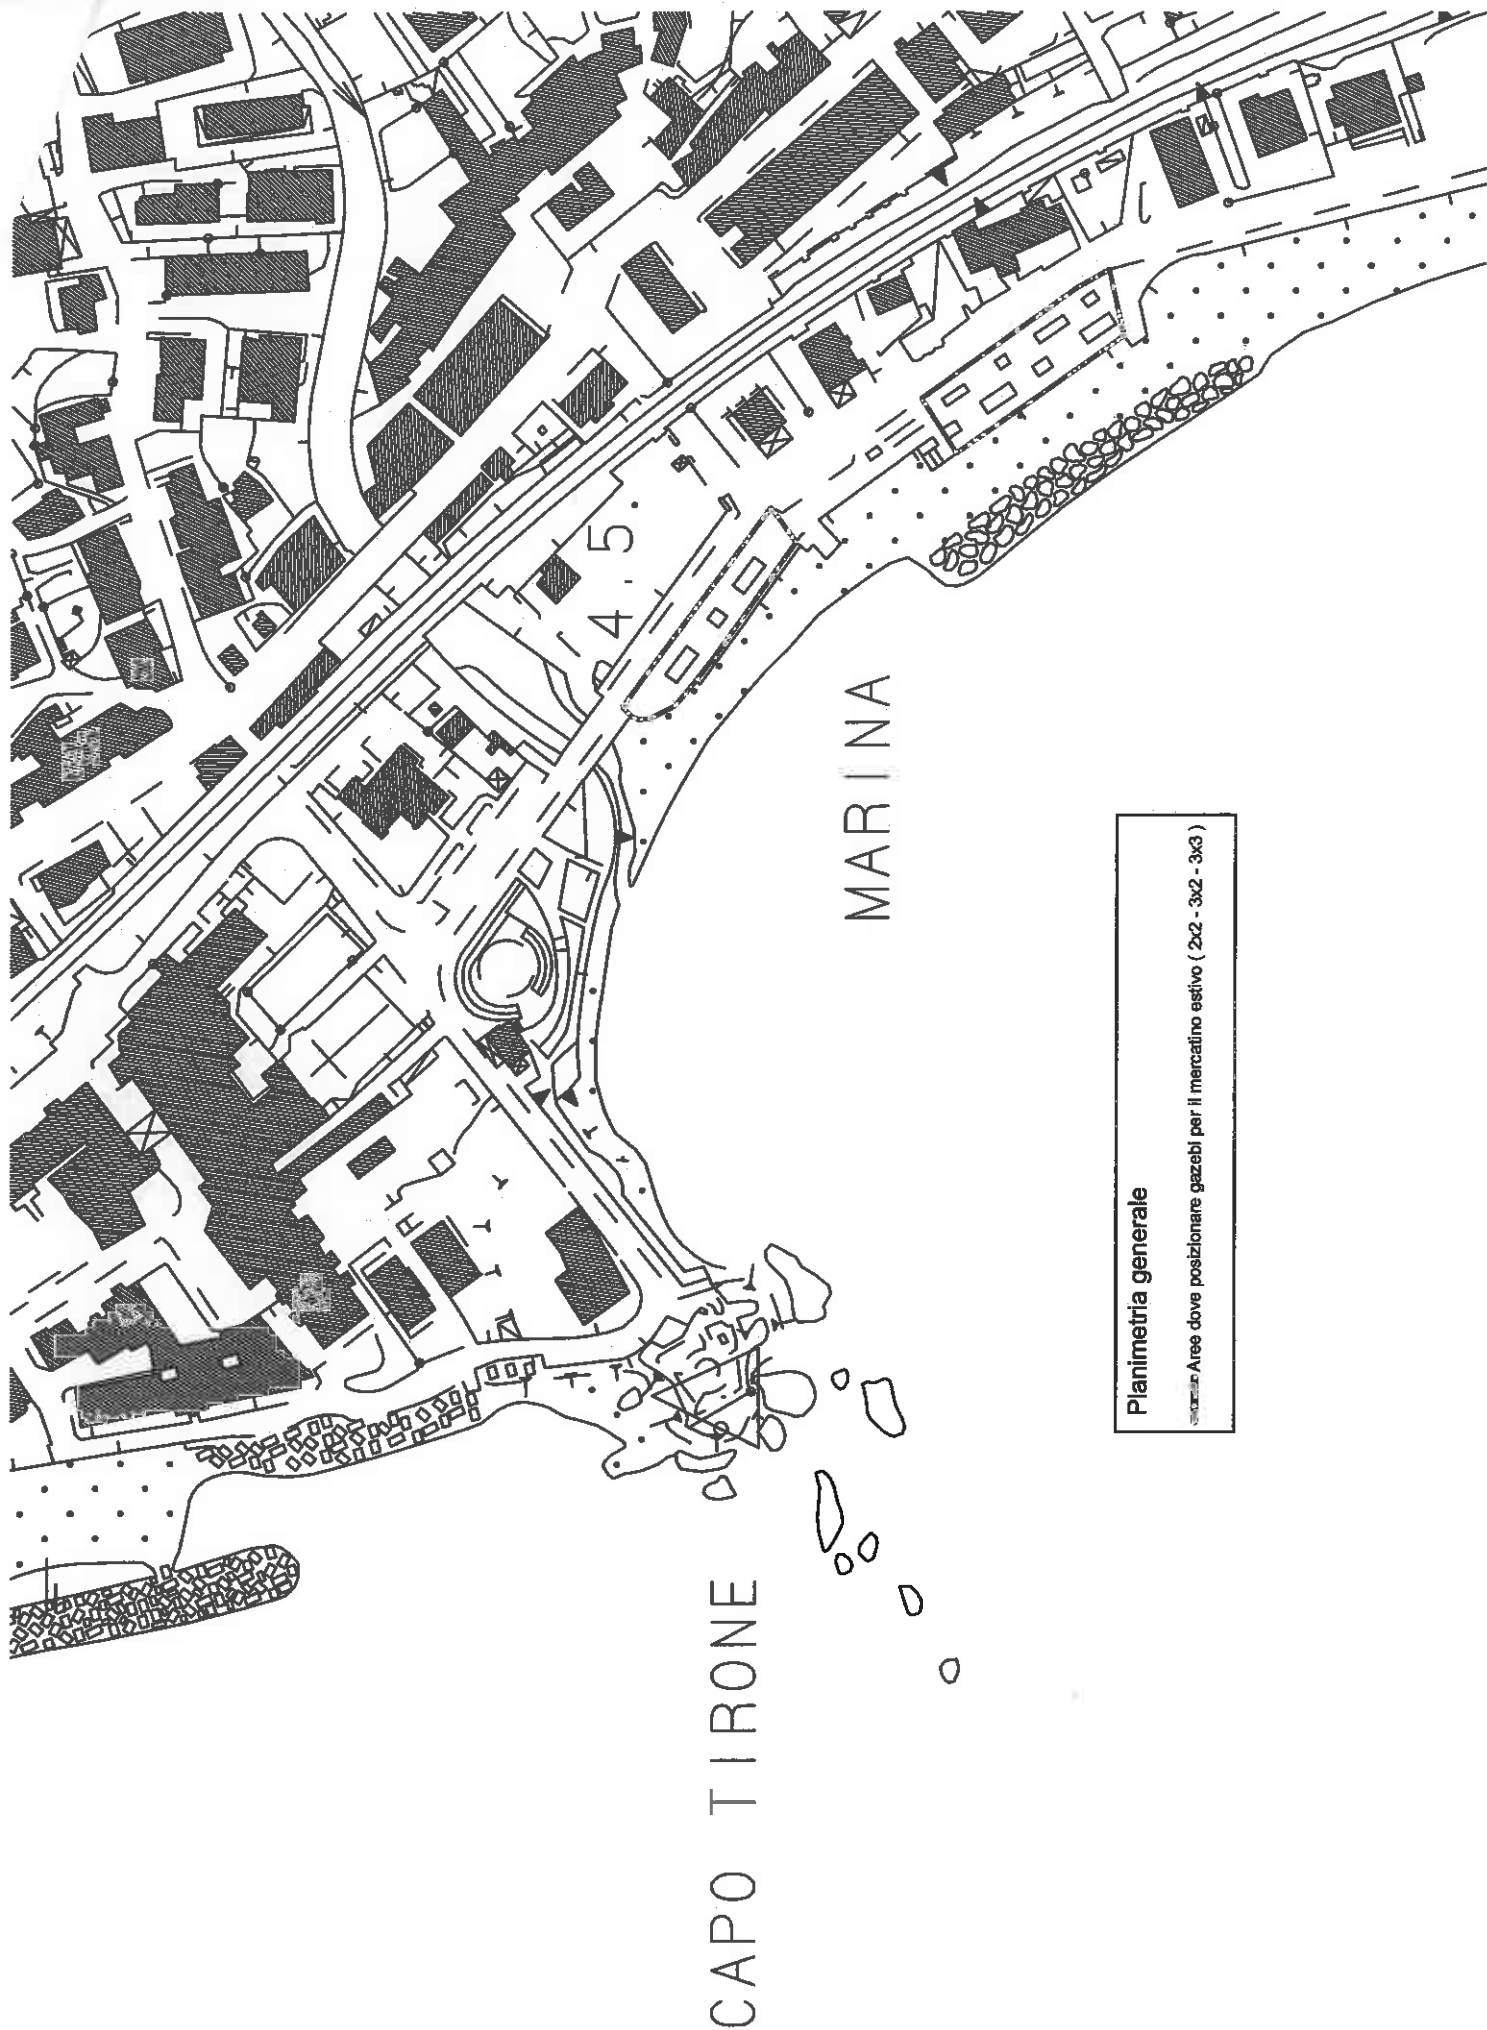 4.5
MARINA
CAPO TIRONE
Planimetria generale
Aree dove posizionare gazebi per il mercatino estivo ( 2x2 - 3x2 - 3x3 )